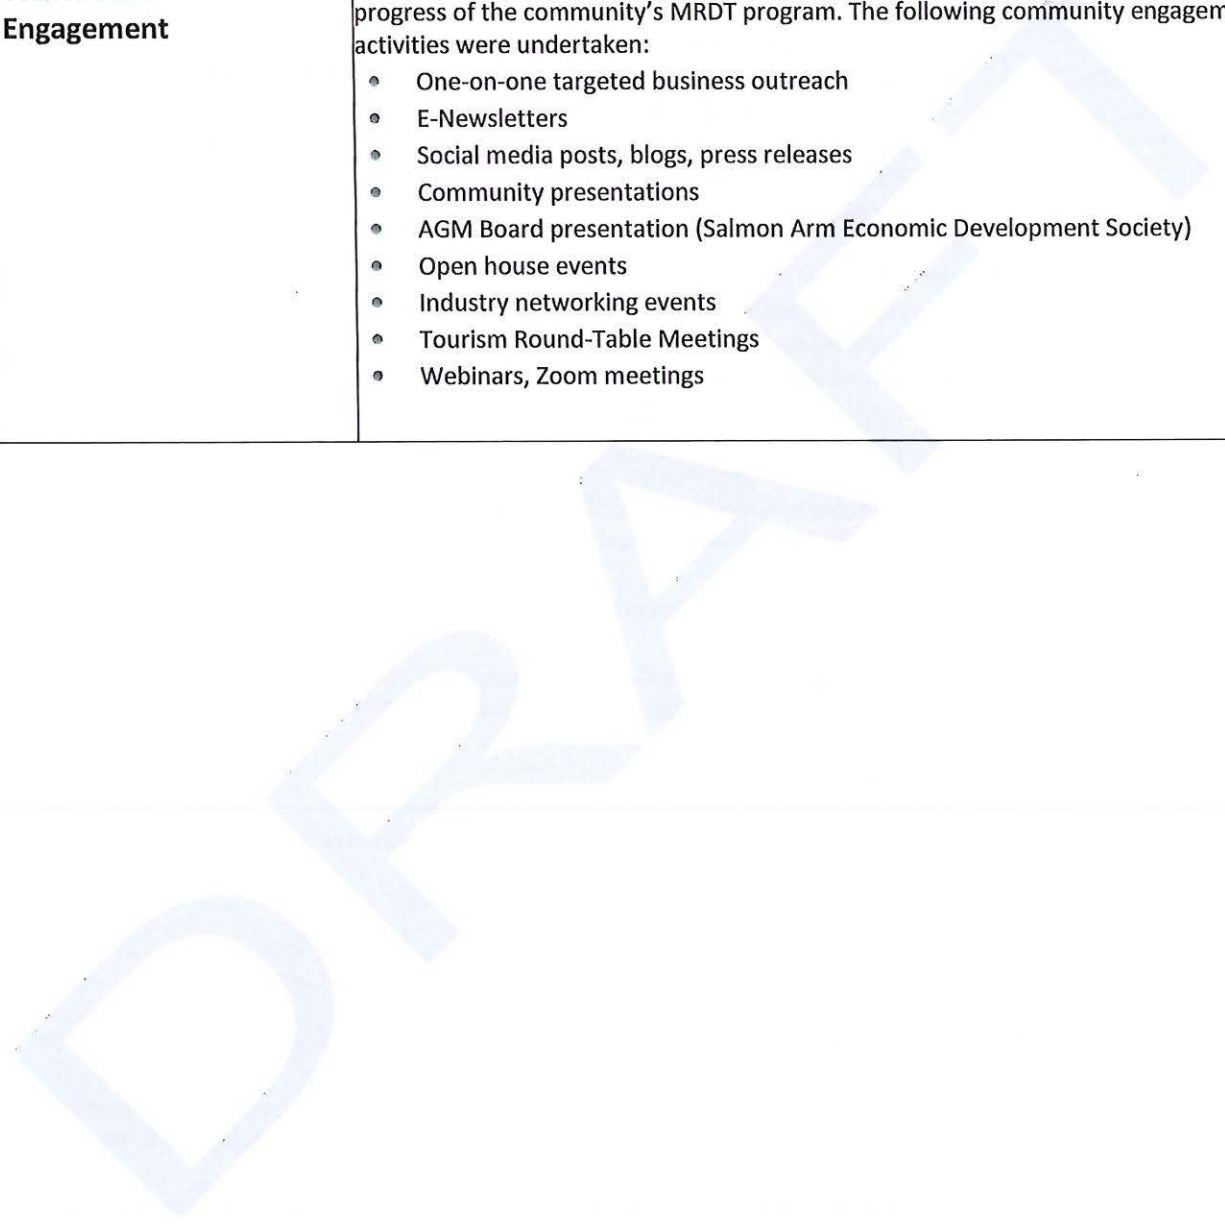 Engagement
progress of the community's MRDT program. The following community engagem
activities were undertaken:
• One-on-one targeted business outreach
• E-Newsletters
• Social media posts, blogs, press releases
• Community presentations
• AGM Board presentation (Salmon Arm Economic Development Society)
• Open house events
• Industry networking events
• Tourism Round-Table Meetings
• Webinars, Zoom meetings
DRAFT